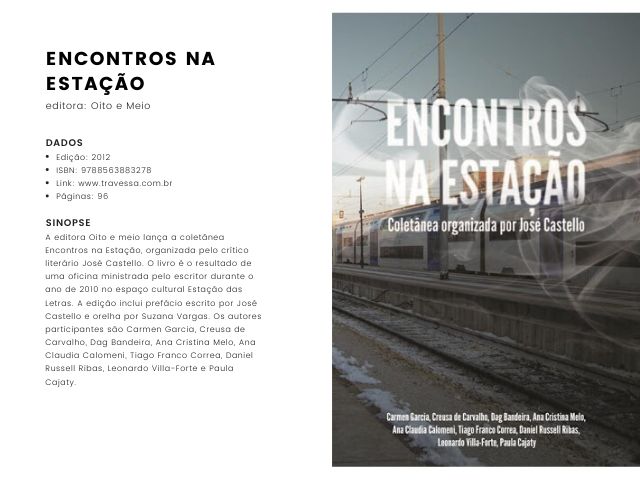 ENCONTROS NA
ESTAÇÃO
editora: Oito e Meio
DADOS
• Edição: 2012
• ISBN: 9788563883278
• Link: www.travessa.com.br
• Páginas: 96
SINOPSE
A editora Oito e meio lança a coletânea
Encontros na Estação, organizada pelo crítico
literário José Castello. O livro é o resultado de
uma oficina ministrada pelo escritor durante o
ano de 2010 no espaço cultural Estação das
Letras. A edição inclui prefácio escrito por José
Castello e orelha por Suzana Vargas. Os autores
participantes são Carmen Garcia, Creusa de
Carvalho, Dag Bandeira, Ana Cristina Melo, Ana
Claudia Calomeni, Tiago Franco Correa, Daniel
Russell Ribas, Leonardo Villa-Forte e Paula
Cajaty.
ENCONTROS
NA ESTAÇÃO
Coletânea organizada por José Castello
Carmen Garcia, Creusa de Carvalho, Dag Bandeira, Ana Cristina Melo,
Ana Claudia Calomeni, Tiago Franco Correa, Daniel Russell Ribas,
Leonardo Villa-Forte, Paula Cajaty